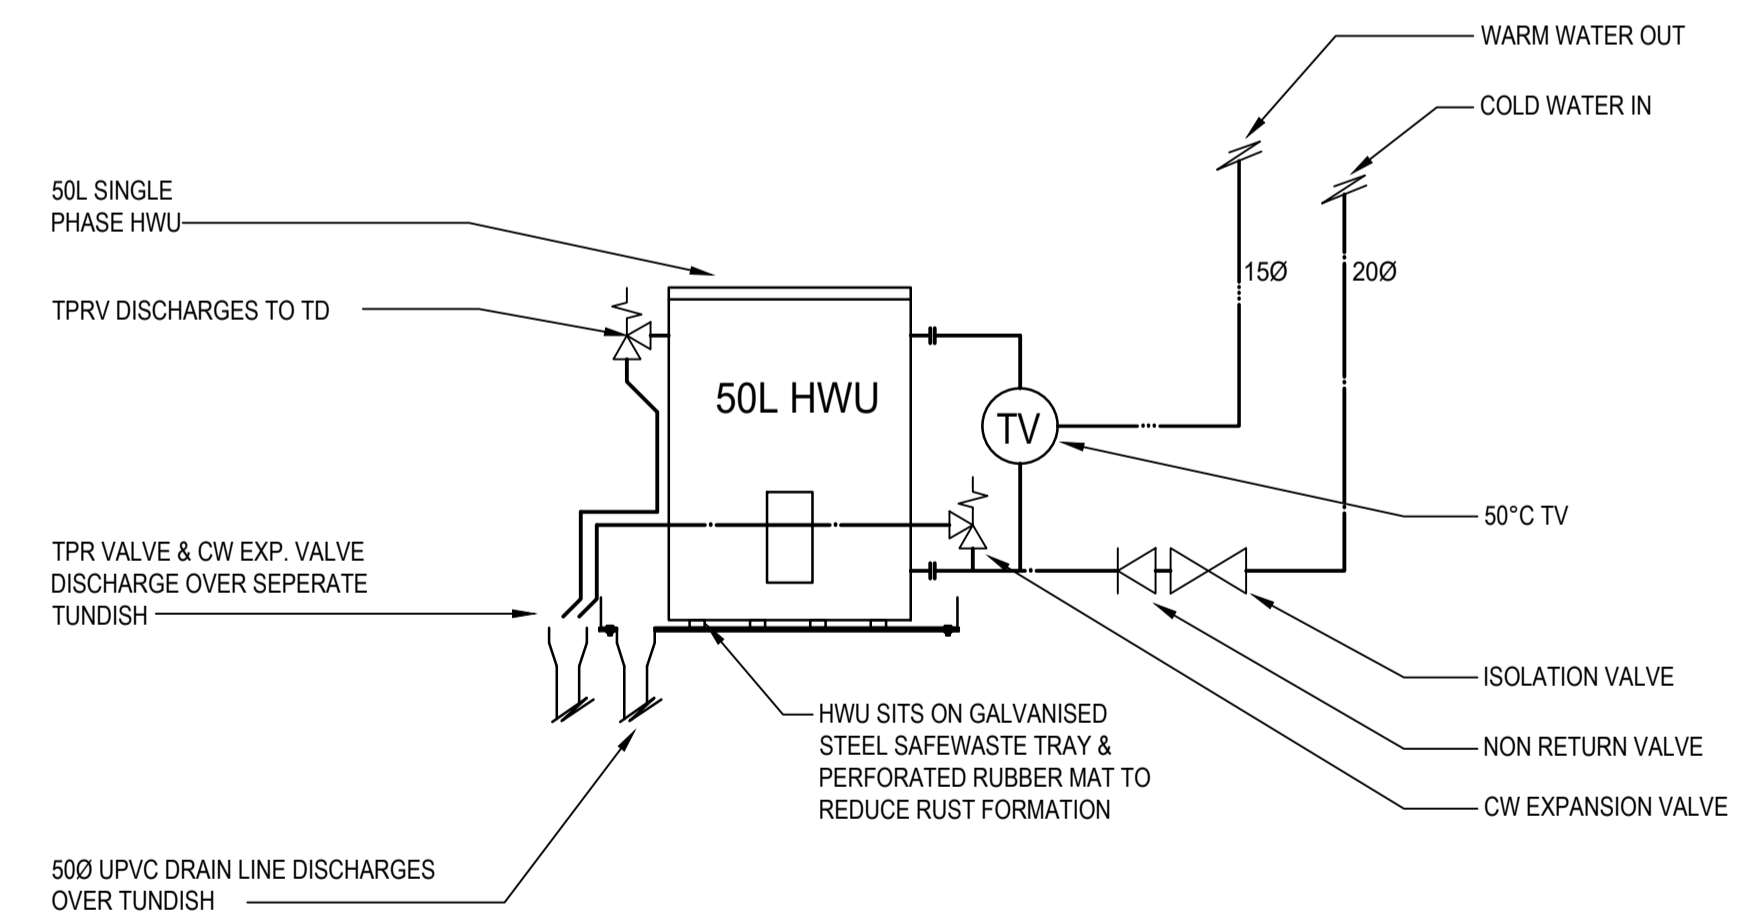 WARM WATER OUT
COLD WATER IN
50L SINGLE
PHASE HWU
15Ø
20Ø
TPRV DISCHARGES TO TD
50L HWU
TV
50°C TV
TPR VALVE & CW EXP. VALVE
DISCHARGE OVER SEPERATE
TUNDISH
ISOLATION VALVE
HWU SITS ON GALVANISED
STEEL SAFEWASTE TRAY &
PERFORATED RUBBER MAT TO
REDUCE RUST FORMATION
NON RETURN VALVE
CW EXPANSION VALVE
50Ø UPVC DRAIN LINE DISCHARGES
OVER TUNDISH